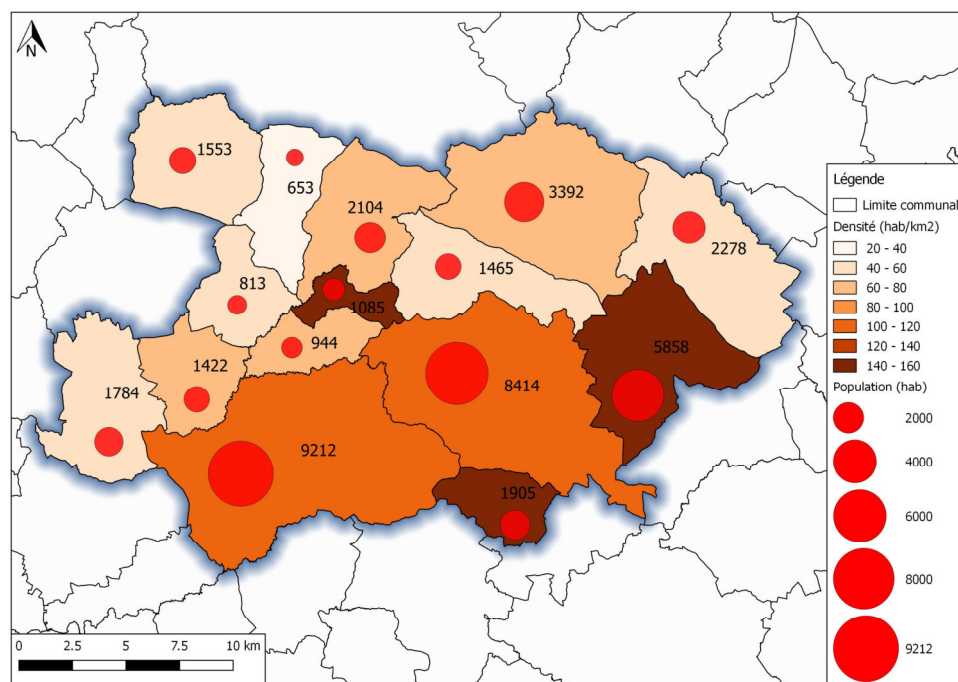 N
1553
653
2104
3392
2278
813
1465
1085
944
1422
1784
5858
8414
9212
1905
Légende
Limite communal
Densité (hab/km2)
20 - 40
40 - 60
60 - 80
80 - 100
100 - 120
120 - 140
140 - 160
Population (hab)
2000
4000
6000
8000
9212
0 2.5 5 7.5 10 km